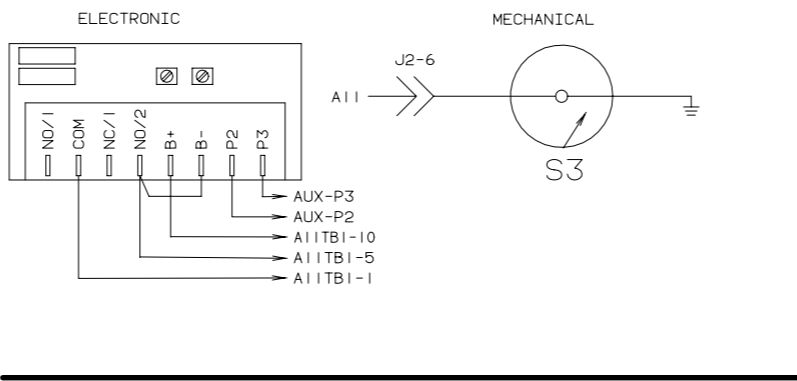 ELECTRONIC
MECHANICAL
J2-6
A11
S3
NO/1
COM
NC/1
NO/2
B+
B-
P2
P3
AUX-P3
AUX-P2
A11TB1-10
A11TB1-5
A11TB1-1